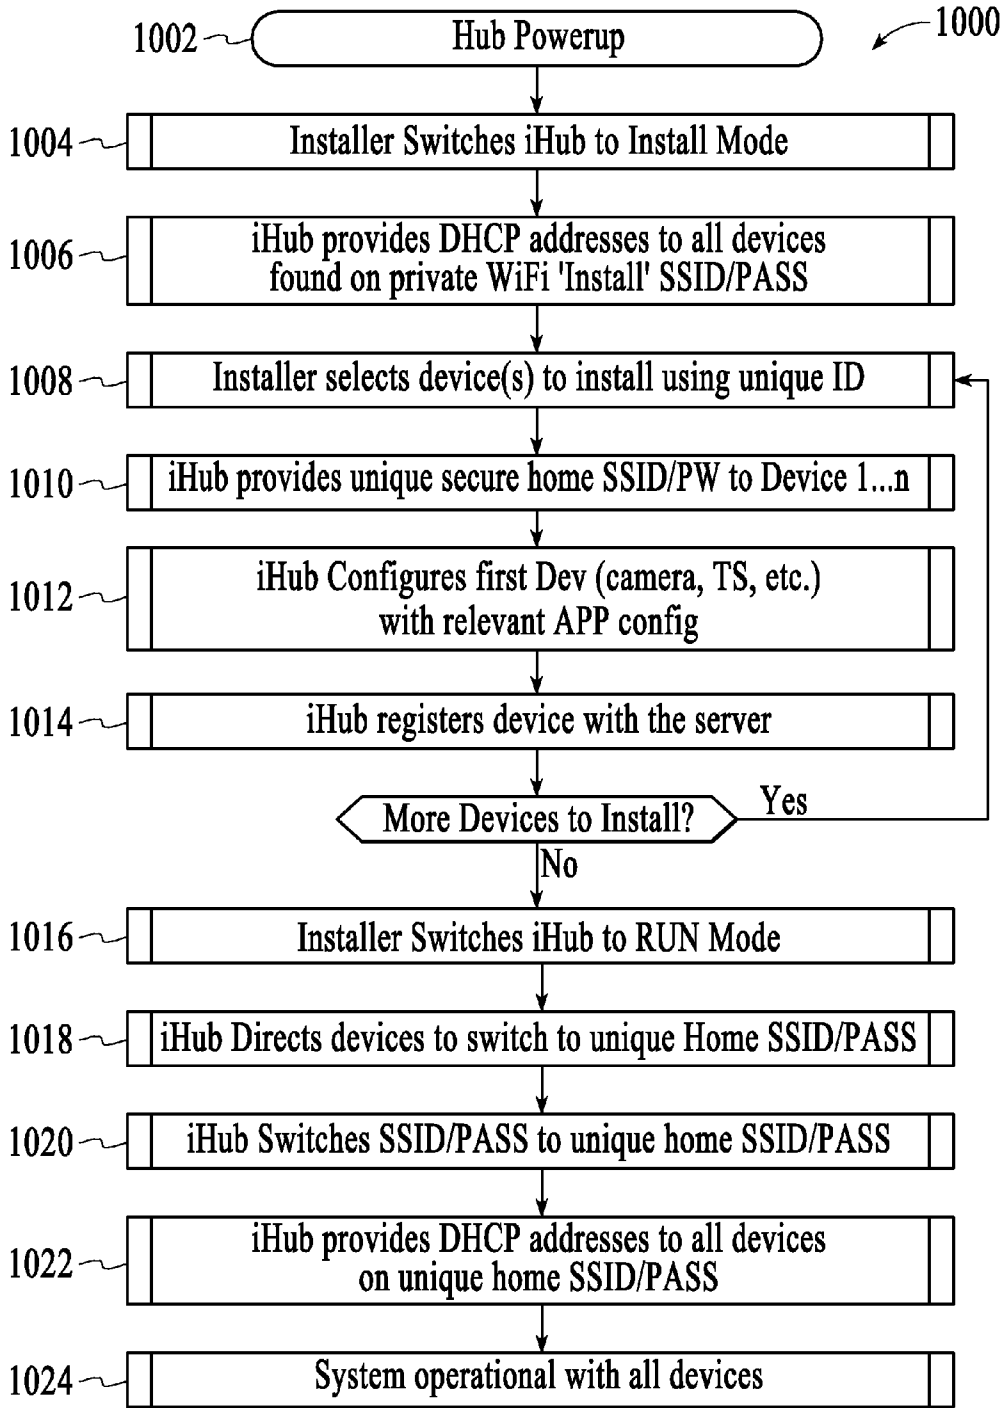 1000
1002
Hub Powerup
1004
Installer Switches iHub to Install Mode
1006
iHub provides DHCP addresses to all devices
found on private WiFi 'Install' SSID/PASS
1008
Installer selects device(s) to install using unique ID
1010
iHub provides unique secure home SSID/PW to Device 1...n
1012
iHub Configures first Dev (camera, TS, etc.)
with relevant APP config
1014
iHub registers device with the server
More Devices to Install?
Yes
No
1016
Installer Switches iHub to RUN Mode
1018
iHub Directs devices to switch to unique Home SSID/PASS
1020
iHub Switches SSID/PASS to unique home SSID/PASS
1022
iHub provides DHCP addresses to all devices
on unique home SSID/PASS
1024
System operational with all devices